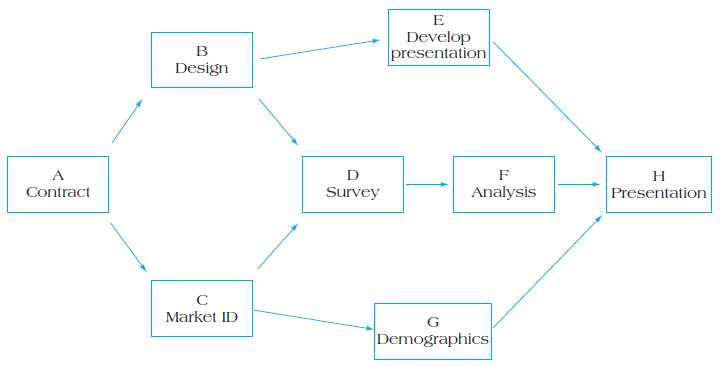 E
Develop
presentation
B
Design
A
Contract
D
Survey
F
Analysis
H
Presentation
C
Market ID
G
Demographics